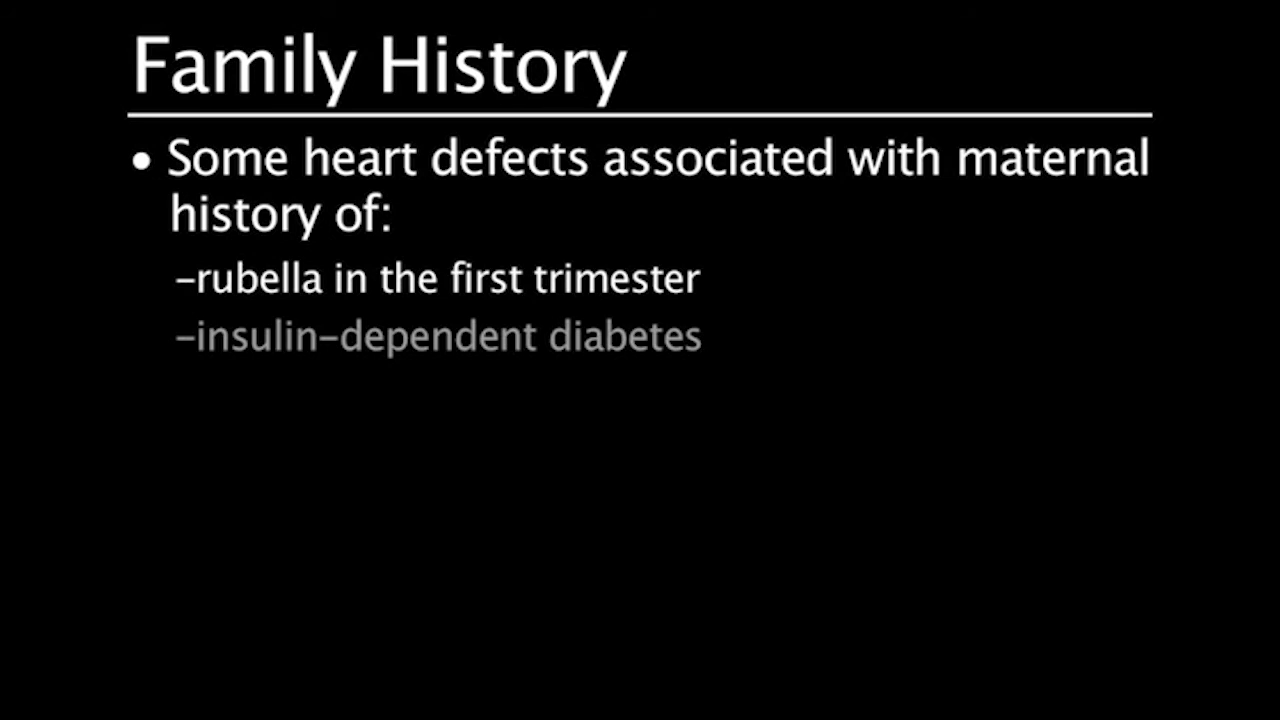 Family History
• Some heart defects associated with maternal
history of:
–rubella in the first trimester
–insulin–dependent diabetes